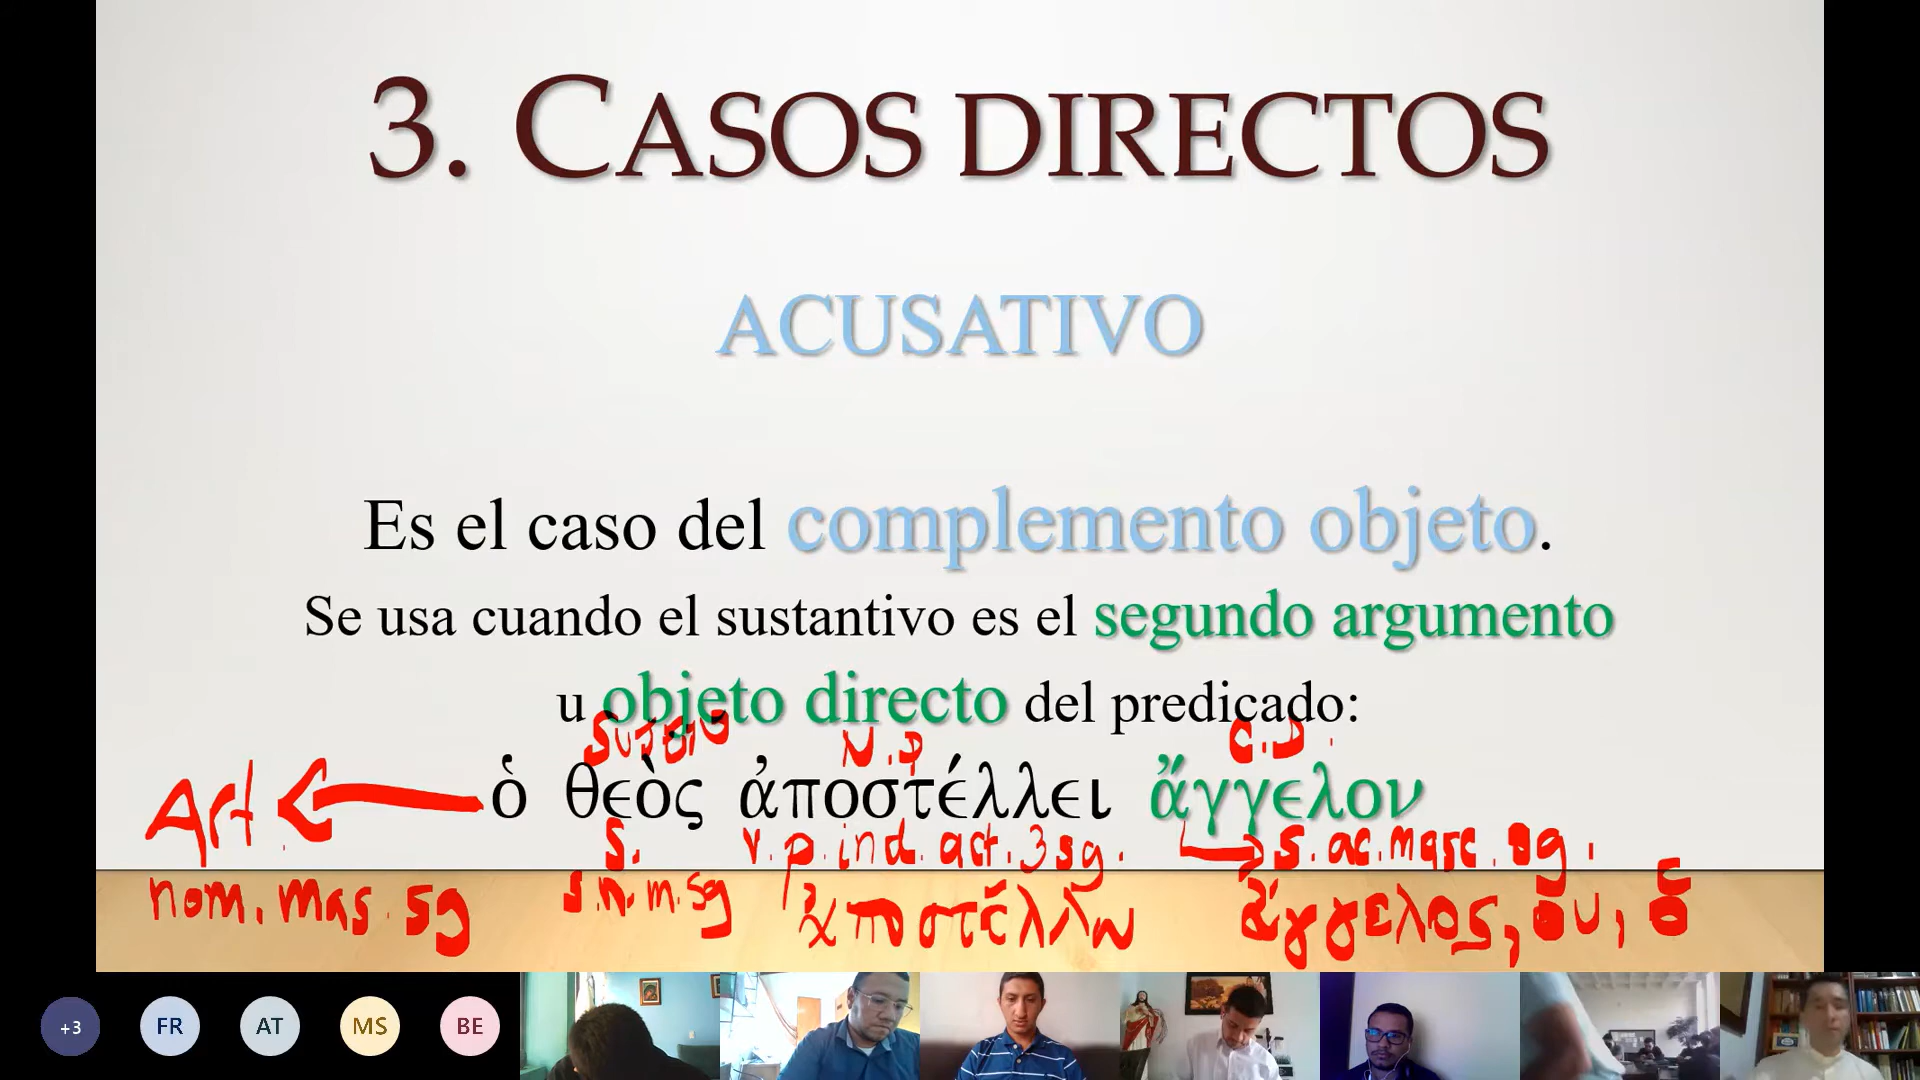 3. CASOS DIRECTOS
ACUSATIVO
Es el caso del complemento objeto.
Se usa cuando el sustantivo es el segundo argumento
u objeto directo del predicado:
Sujeto N.P C.D.
Art ὁ θεὸς ἀποστέλλει ἄγγελον
S. v.p.ind.act.3sg. s.ac.masc.sg.
nom.mas.sg s.n.m.sg ἀποστέλλω ἄγγελος, ου, ὁ
+3 FR AT MS BE